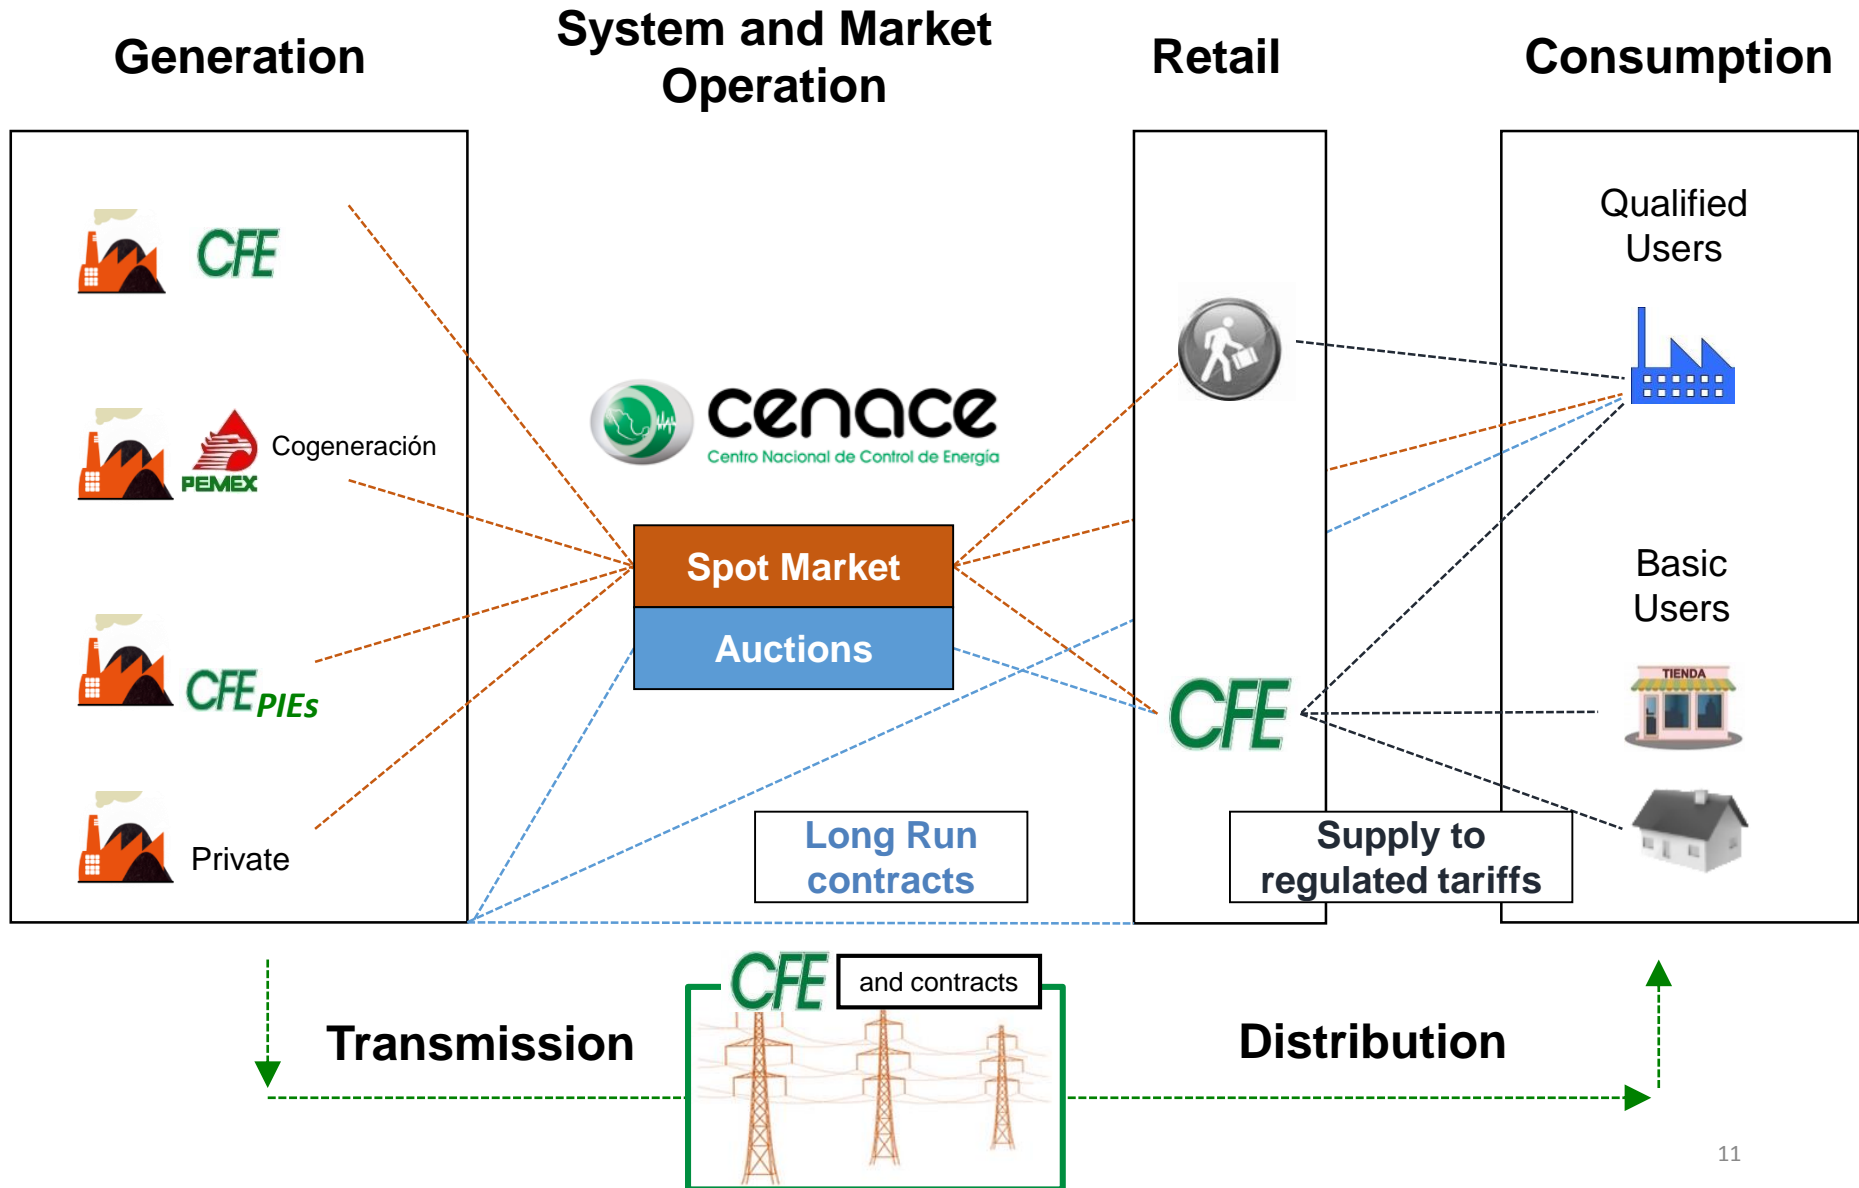 Generation
System and Market
Operation
Retail
Consumption
CFE
PEMEX
Cogeneración
CFE PIEs
Private
cenace
Centro Nacional de Control de Energía
Spot Market
Auctions
Long Run
contracts
CFE
Supply to
regulated tariffs
Qualified
Users
Basic
Users
TIENDA
Transmission
CFE
and contracts
Distribution
11